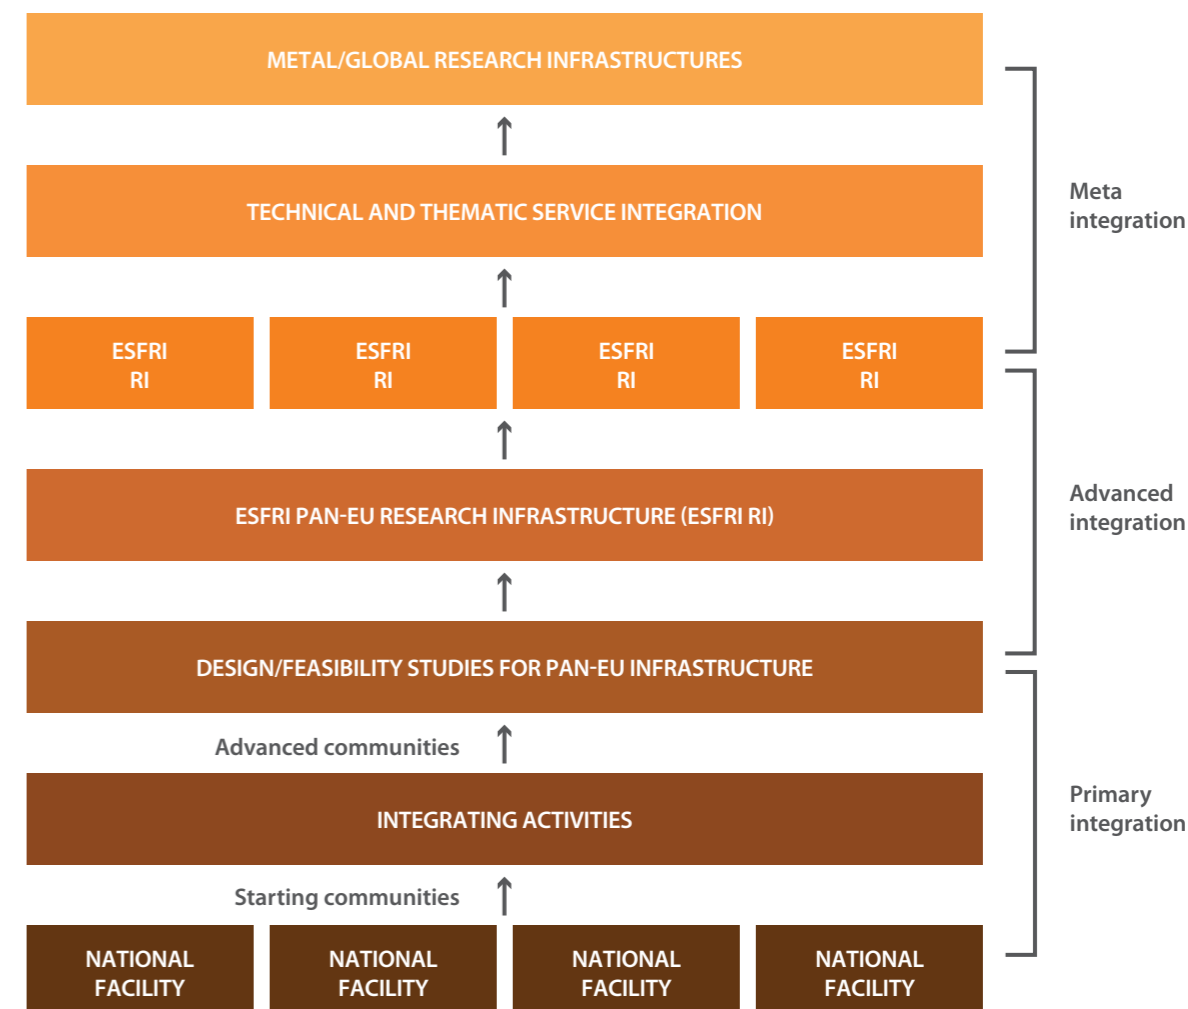 METAL/GLOBAL RESEARCH INFRASTRUCTURES
TECHNICAL AND THEMATIC SERVICE INTEGRATION
Meta
integration
ESFRI
RI
ESFRI
RI
ESFRI
RI
ESFRI
RI
ESFRI PAN-EU RESEARCH INFRASTRUCTURE (ESFRI RI)
Advanced
integration
DESIGN/FEASIBILITY STUDIES FOR PAN-EU INFRASTRUCTURE
Advanced communities
INTEGRATING ACTIVITIES
Primary
integration
Starting communities
NATIONAL
FACILITY
NATIONAL
FACILITY
NATIONAL
FACILITY
NATIONAL
FACILITY